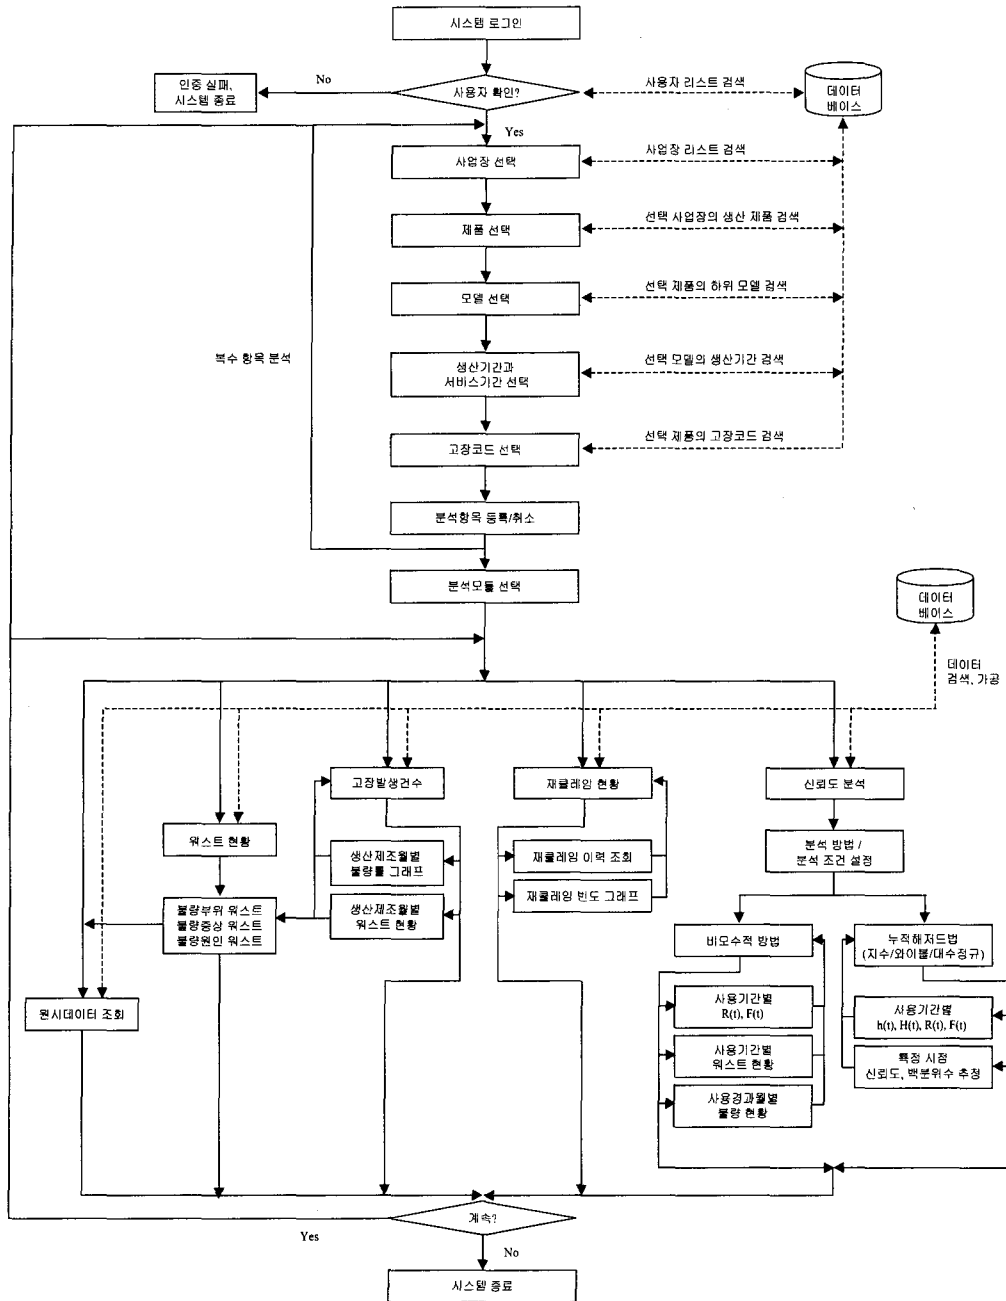 시스템 로그인
No
인증 실패,
시스템 종료
사용자 확인?
사용자 리스트 검색
데이터
베이스
Yes
사업장 선택
사업장 리스트 검색
제품 선택
선택 사업장의 생산 제품 검색
모델 선택
선택 제품의 하위 모델 검색
복수 항목 분석
생산기간과
서비스기간 선택
선택 모델의 생산기간 검색
고장코드 선택
선택 제품의 고장코드 검색
분석항목 등록/취소
분석모듈 선택
데이터
베이스
데이터
검색, 가공
고장발생건수
재클레임 현황
신뢰도 분석
워스트 현황
생산제조월별
불량률 그래프
재클레임 이력 조회
분석 방법 /
분석 조건 설정
불량부위 워스트
불량증상 워스트
불량원인 워스트
생산제조월별
워스트 현황
재클레임 빈도 그래프
비모수적 방법
누적해저드법
(지수/와이블/대수정규)
원시데이터 조회
사용기간별
R(t), F(t)
사용기간별
h(t), H(t), R(t), F(t)
사용기간별
워스트 현황
특정 시점
신뢰도, 백분위수 추정
사용경과월별
불량 현황
계속?
Yes
No
시스템 종료